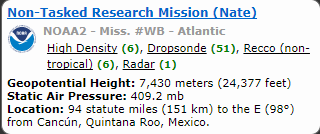 Non-Tasked Research Mission (Nate)
NOAA2 - Miss. #WB - Atlantic
High Density (6), Dropsonde (51), Recco (non-
tropical) (6), Radar (1)
Geopotential Height: 7,430 meters (24,377 feet)
Static Air Pressure: 409.2 mb
Location: 94 statute miles (151 km) to the E (98°)
from Cancún, Quintana Roo, Mexico.